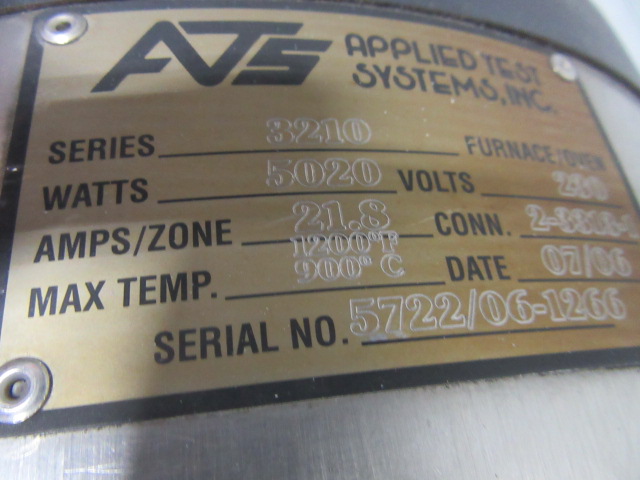 ATS APPLIED TEST
SYSTEMS, INC.
SERIES 3210 FURNACE/OVEN
WATTS 5020 VOLTS 230
AMPS/ZONE 21.8 CONN.
MAX TEMP. 1200°F
900° C DATE 07/06
SERIAL NO. 5722/06-1266